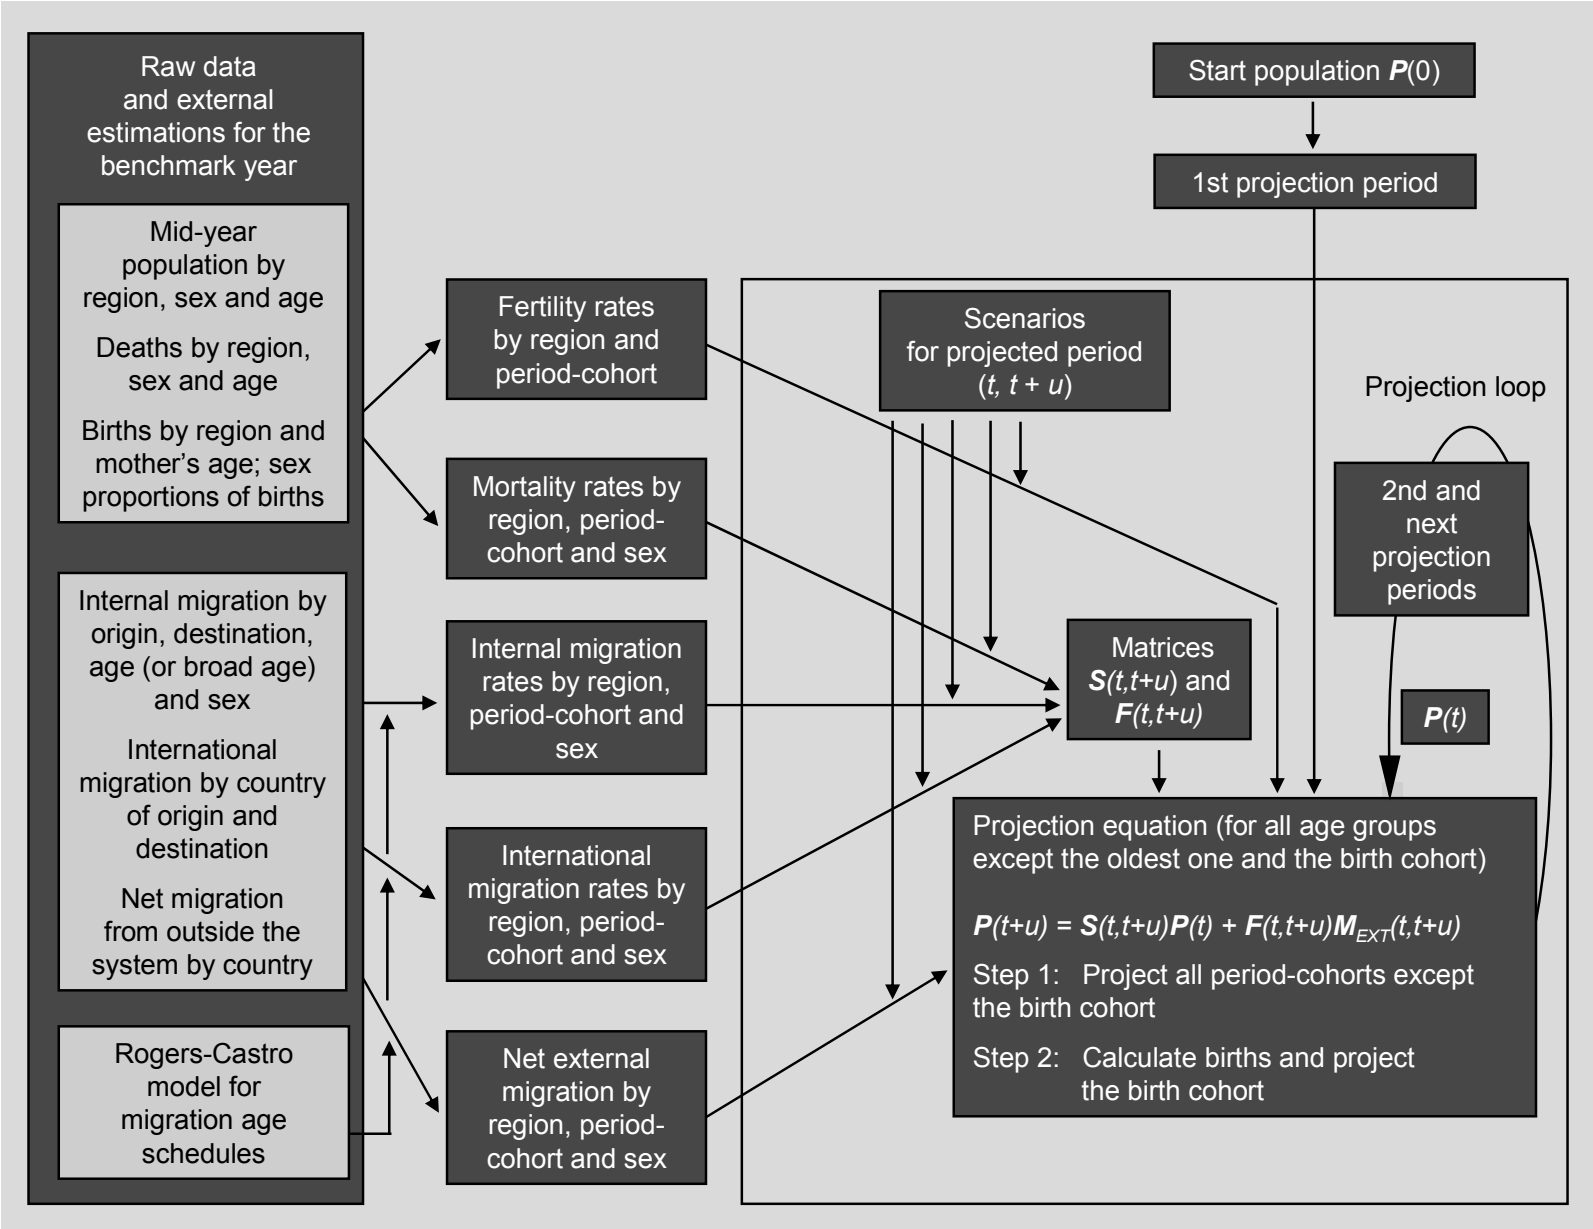 Raw data
and external
estimations for the
benchmark year
Mid-year
population by
region, sex and age
Deaths by region,
sex and age
Births by region and
mother’s age; sex
proportions of births
Internal migration by
origin, destination,
age (or broad age)
and sex
International
migration by country
of origin and
destination
Net migration
from outside the
system by country
Rogers-Castro
model for
migration age
schedules
Fertility rates
by region and
period-cohort
Mortality rates by
region, period-
cohort and sex
Internal migration
rates by region,
period-cohort and
sex
International
migration rates by
region, period-
cohort and sex
Net external
migration by
region, period-
cohort and sex
Start population P(0)
1st projection period
Scenarios
for projected period
(t, t + u)
Projection loop
2nd and
next
projection
periods
Matrices
S(t,t+u) and
F(t,t+u)
P(t)
Projection equation (for all age groups
except the oldest one and the birth cohort)
P(t+u) = S(t,t+u)P(t) + F(t,t+u)M_EXT(t,t+u)
Step 1: Project all period-cohorts except
the birth cohort
Step 2: Calculate births and project
the birth cohort